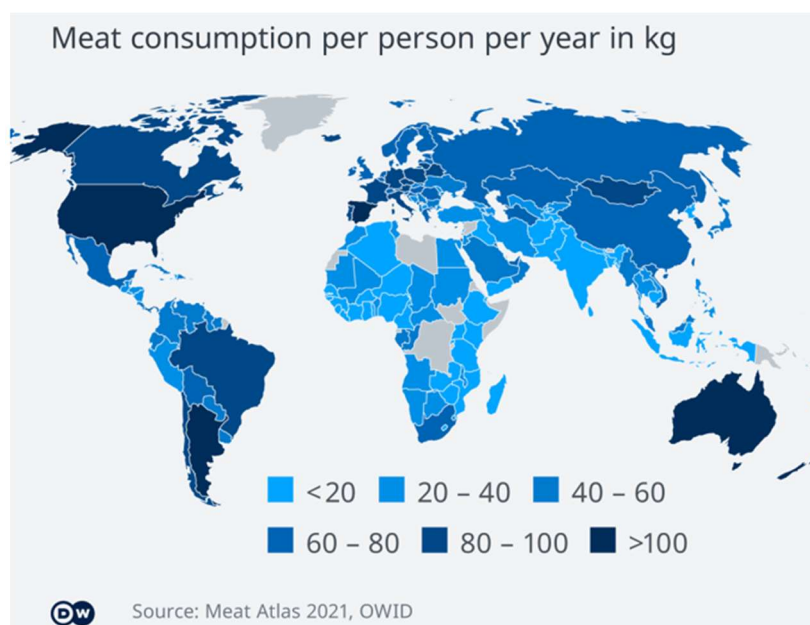 Meat consumption per person per year in kg
<20 20 – 40 40 – 60
60 – 80 80 – 100 >100
DW Source: Meat Atlas 2021, OWID